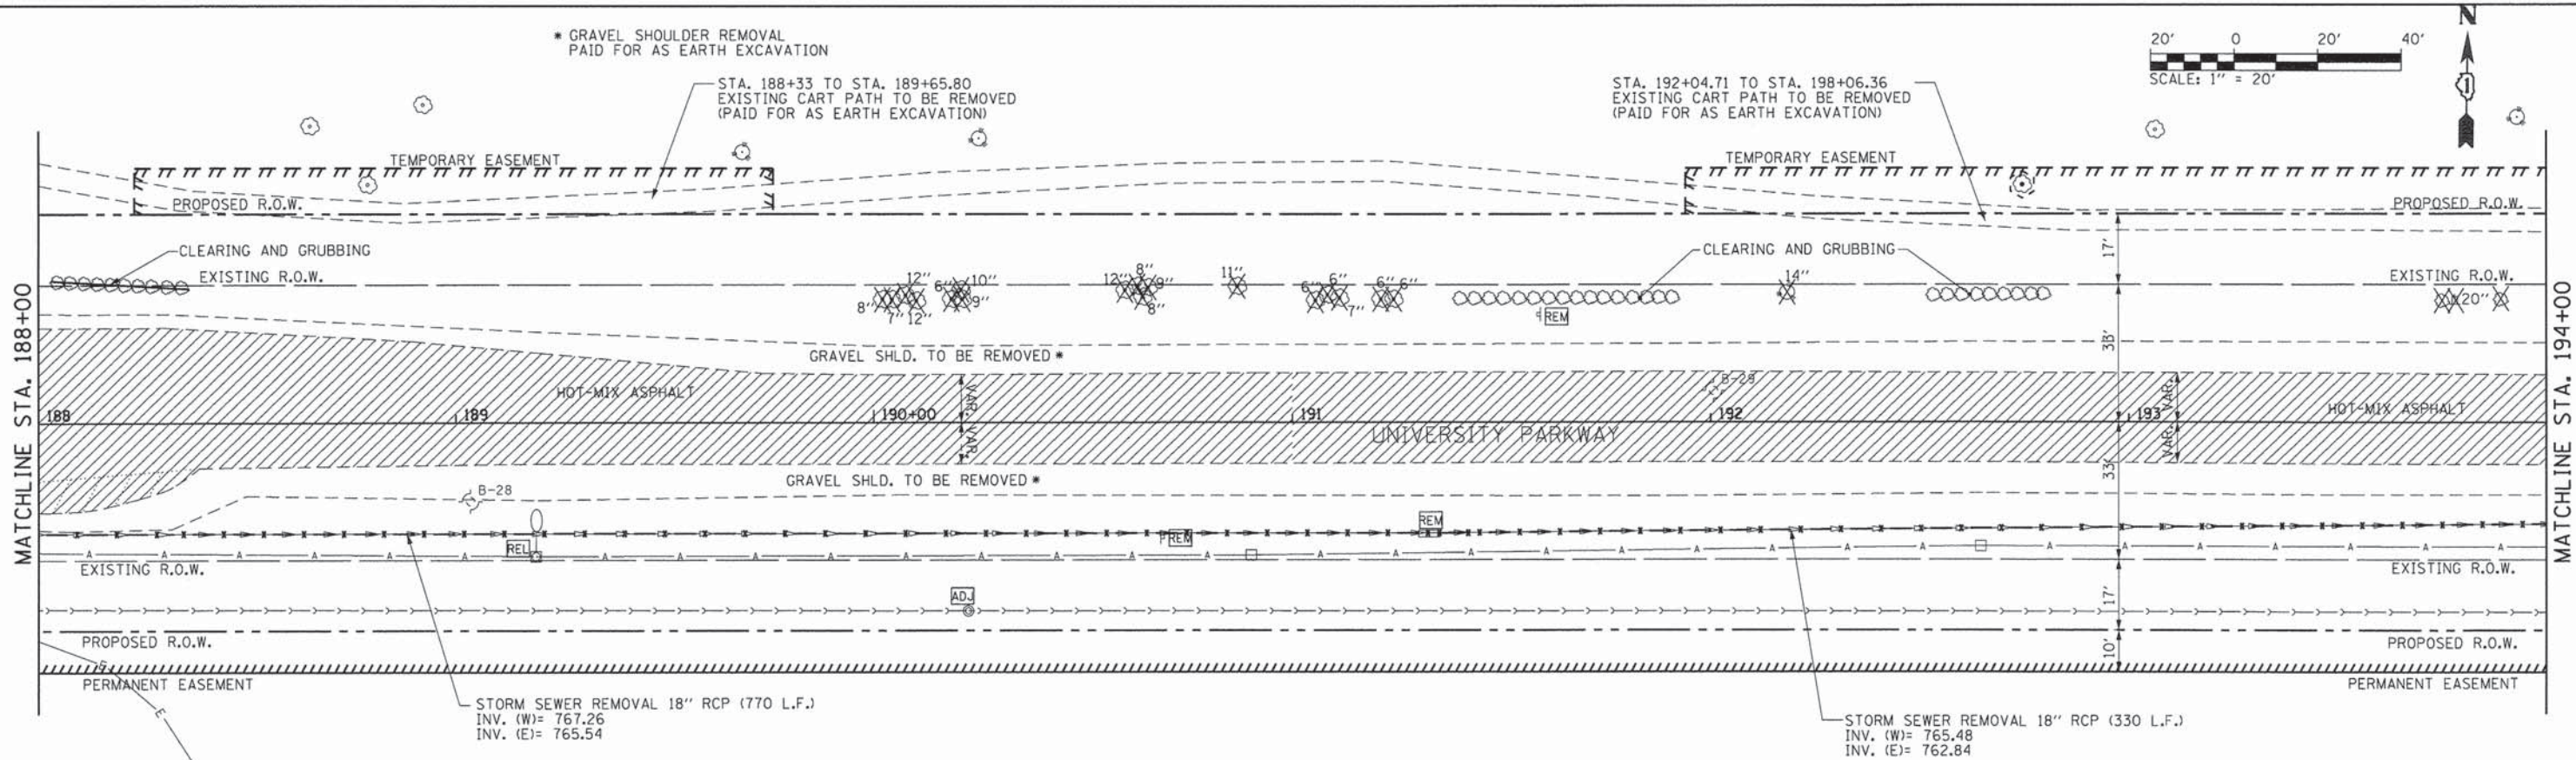 * GRAVEL SHOULDER REMOVAL
PAID FOR AS EARTH EXCAVATION
STA. 188+33 TO STA. 189+65.80
EXISTING CART PATH TO BE REMOVED
(PAID FOR AS EARTH EXCAVATION)
STA. 192+04.71 TO STA. 198+06.36
EXISTING CART PATH TO BE REMOVED
(PAID FOR AS EARTH EXCAVATION)
20' 0 20' 40'
SCALE: 1" = 20'
N
1
TEMPORARY EASEMENT
TEMPORARY EASEMENT
PROPOSED R.O.W.
PROPOSED R.O.W.
CLEARING AND GRUBBING
CLEARING AND GRUBBING
17'
EXISTING R.O.W.
EXISTING R.O.W.
8" 7" 12" 12" 6" 10" 9"
12" 8" 9" 8"
11"
6" 6" 7" 6" 6"
14"
20"
REM
33'
GRAVEL SHLD. TO BE REMOVED *
HOT-MIX ASPHALT
VAR.
B-29
VAR.
HOT-MIX ASPHALT
188 189 190+00 191 192 193
VAR.
UNIVERSITY PARKWAY
VAR.
33'
GRAVEL SHLD. TO BE REMOVED *
B-28
REM
REM
REL
A A A A A A A A A A A A A A A A A A A A A A A A A A A A A A A A
EXISTING R.O.W.
EXISTING R.O.W.
ADJ
17'
PROPOSED R.O.W.
PROPOSED R.O.W.
10'
E
PERMANENT EASEMENT
PERMANENT EASEMENT
E
STORM SEWER REMOVAL 18" RCP (770 L.F.)
INV. (W)= 767.26
INV. (E)= 765.54
STORM SEWER REMOVAL 18" RCP (330 L.F.)
INV. (W)= 765.48
INV. (E)= 762.84
MATCHLINE STA. 188+00
MATCHLINE STA. 194+00